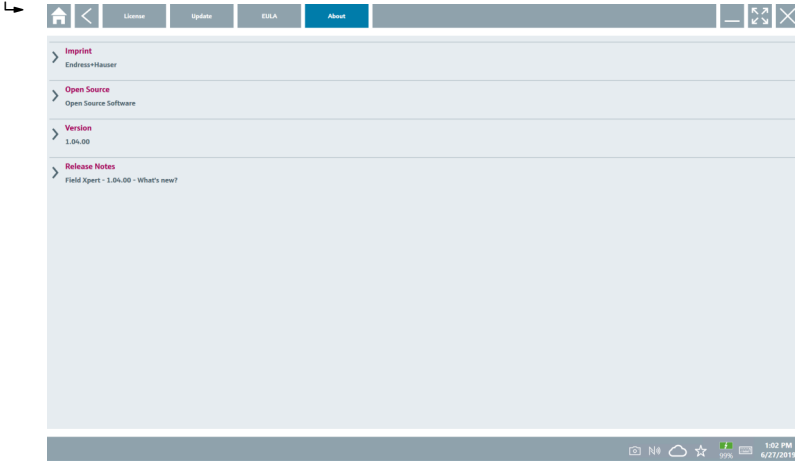 License Update EULA About
Imprint
Endress+Hauser
Open Source
Open Source Software
Version
1.04.00
Release Notes
Field Xpert - 1.04.00 - What's new?
99%
1:02 PM
6/27/2019